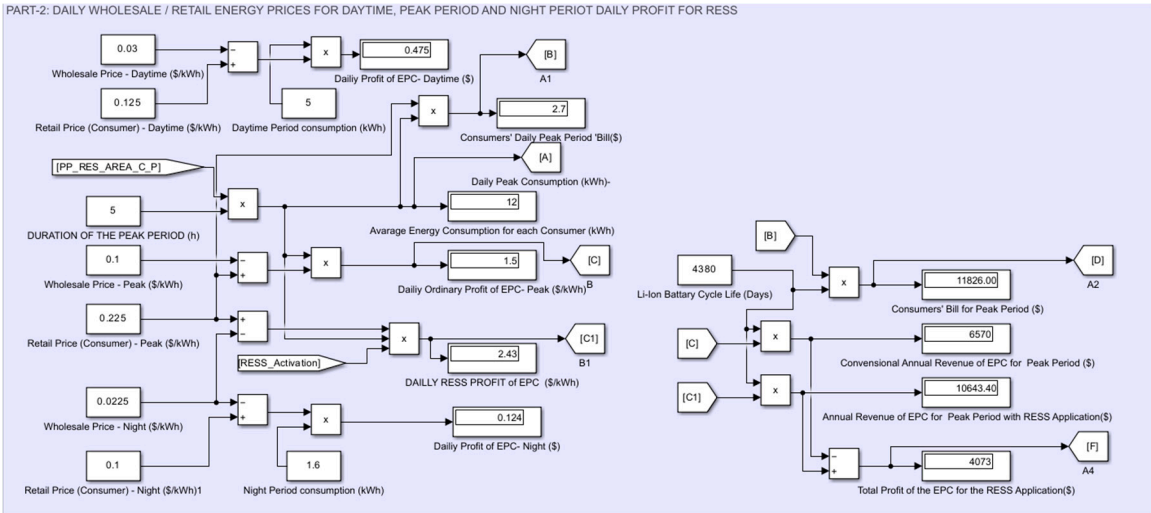 PART-2: DAILY WHOLESALE / RETAIL ENERGY PRICES FOR DAYTIME, PEAK PERIOD AND NIGHT PERIOT DAILY PROFIT FOR RESS
0.03
Wholesale Price - Daytime ($/kWh)
0.125
Retail Price (Consumer) - Daytime ($/kWh)
5
Daytime Period consumption (kWh)
−
+
x
0.475
Dailiy Profit of EPC- Daytime ($)
[B]
A1
x
2.7
Consumers' Daily Peak Period 'Bill($)
[PP_RES_AREA_C_P]
[A]
Daily Peak Consumption (kWh)-
5
DURATION OF THE PEAK PERIOD (h)
x
12
Avarage Energy Consumption for each Consumer (kWh)
0.1
Wholesale Price - Peak ($/kWh)
−
+
x
1.5
Dailiy Ordinary Profit of EPC- Peak ($/kWh)
[C]
B
0.225
Retail Price (Consumer) - Peak ($/kWh)
+
−
[RESS_Activation]
x
2.43
DAILLY RESS PROFIT of EPC ($/kWh)
[C1]
B1
0.0225
Wholesale Price - Night ($/kWh)
−
+
x
0.124
Dailiy Profit of EPC- Night ($)
0.1
Retail Price (Consumer) - Night ($/kWh)1
1.6
Night Period consumption (kWh)
[B]
4380
Li-Ion Battary Cycle Life (Days)
x
[D]
A2
11826.00
Consumers' Bill for Peak Period ($)
[C]
x
6570
Convensional Annual Revenue of EPC for Peak Period ($)
[C1]
x
10643.40
Annual Revenue of EPC for Peak Period with RESS Application($)
−
+
[F]
A4
4073
Total Profit of the EPC for the RESS Application($)